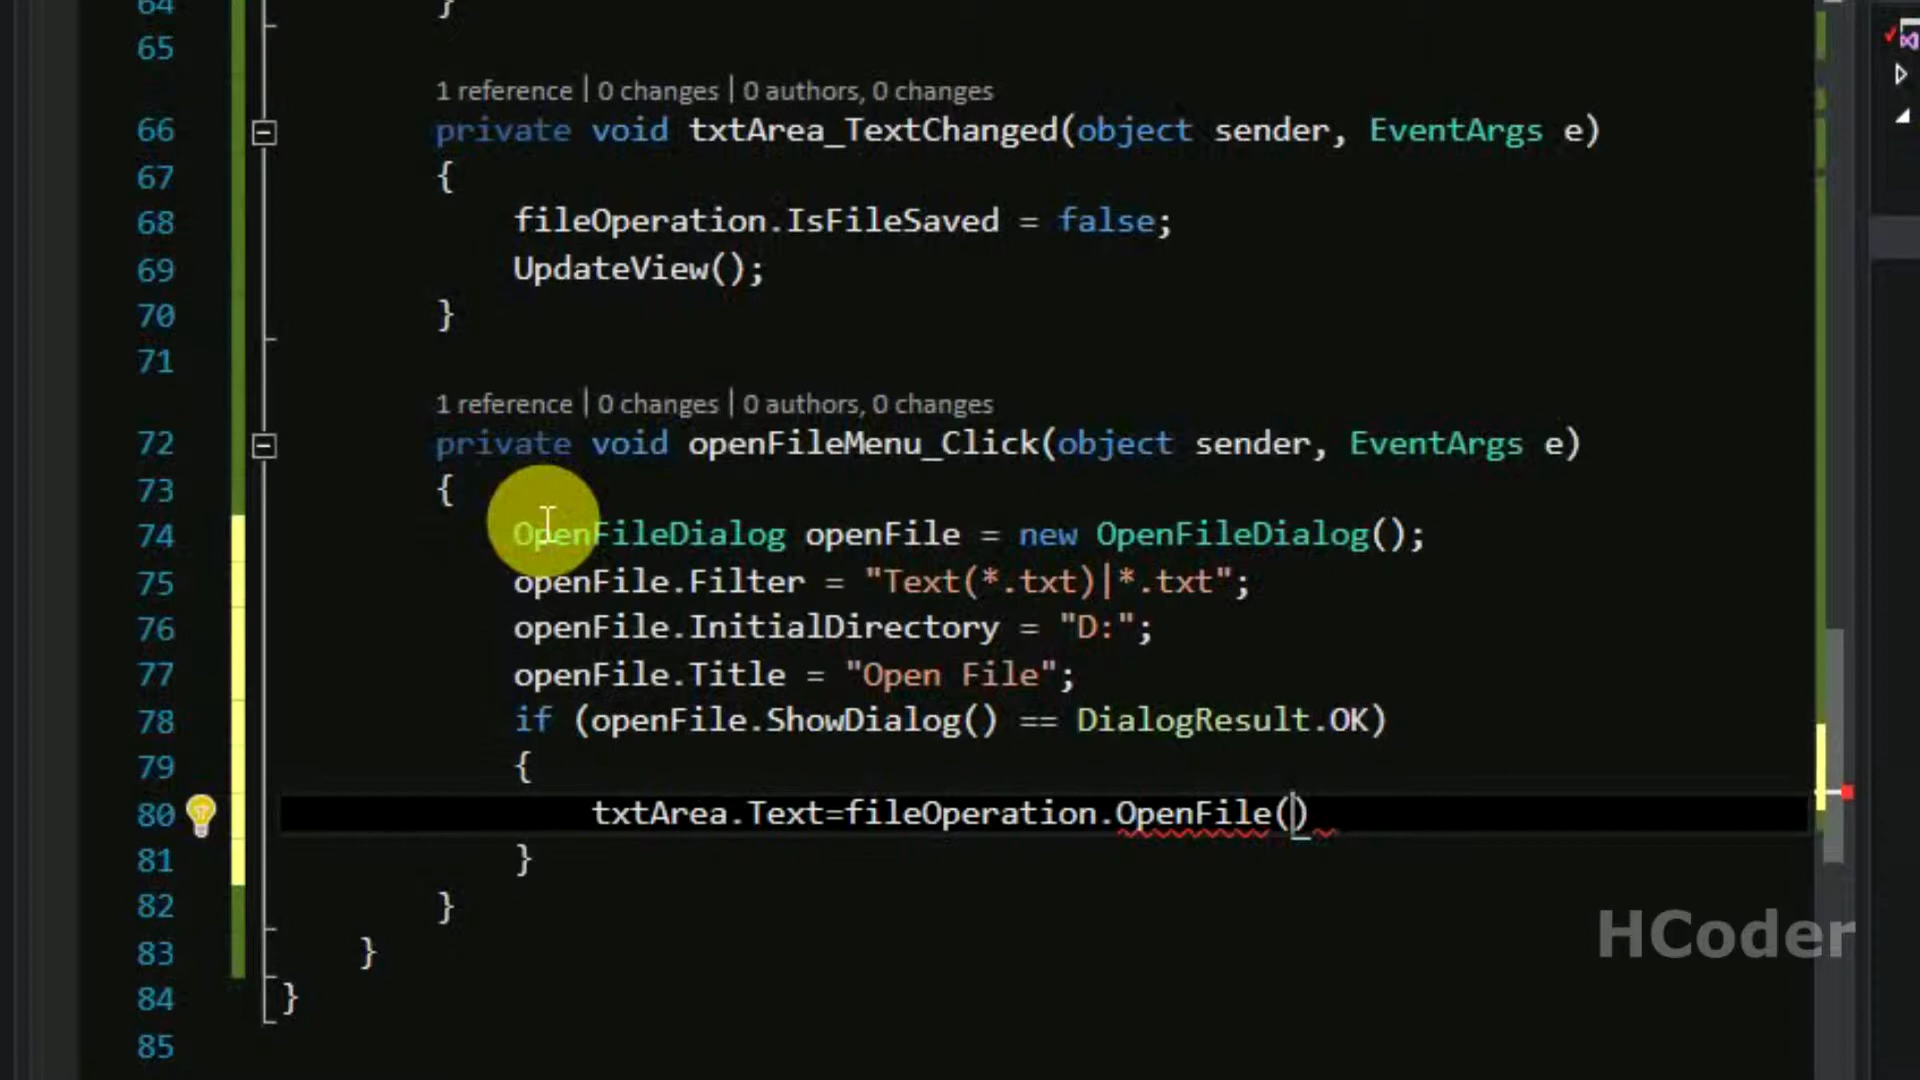 64 }
65
1 reference | 0 changes | 0 authors, 0 changes
66 private void txtArea_TextChanged(object sender, EventArgs e)
67 {
68 fileOperation.IsFileSaved = false;
69 UpdateView();
70 }
71
1 reference | 0 changes | 0 authors, 0 changes
72 private void openFileMenu_Click(object sender, EventArgs e)
73 {
74 OpenFileDialog openFile = new OpenFileDialog();
75 openFile.Filter = "Text(*.txt)|*.txt";
76 openFile.InitialDirectory = "D:";
77 openFile.Title = "Open File";
78 if (openFile.ShowDialog() == DialogResult.OK)
79 {
80 txtArea.Text=fileOperation.OpenFile()
81 }
82 }
HCoder
83 }
84 }
85